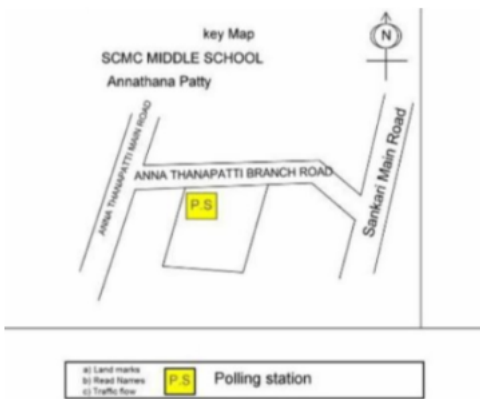 key Map
N
SCMC MIDDLE SCHOOL
Annathana Patty
ANNA THANAPATTI MAIN ROAD
ANNA THANAPATTI BRANCH ROAD
P.S
Sankari Main Road
a) Land marks
b) Read Names
c) Traffic flow
P.S
Polling station